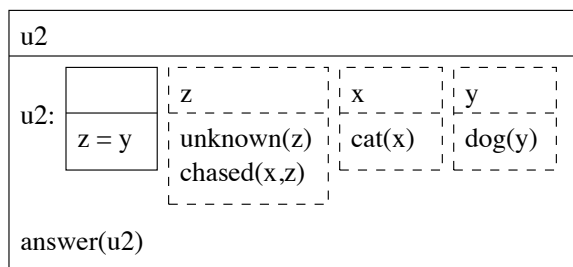 u2
z x y
u2: z = y unknown(z) cat(x) dog(y)
chased(x,z)
answer(u2)